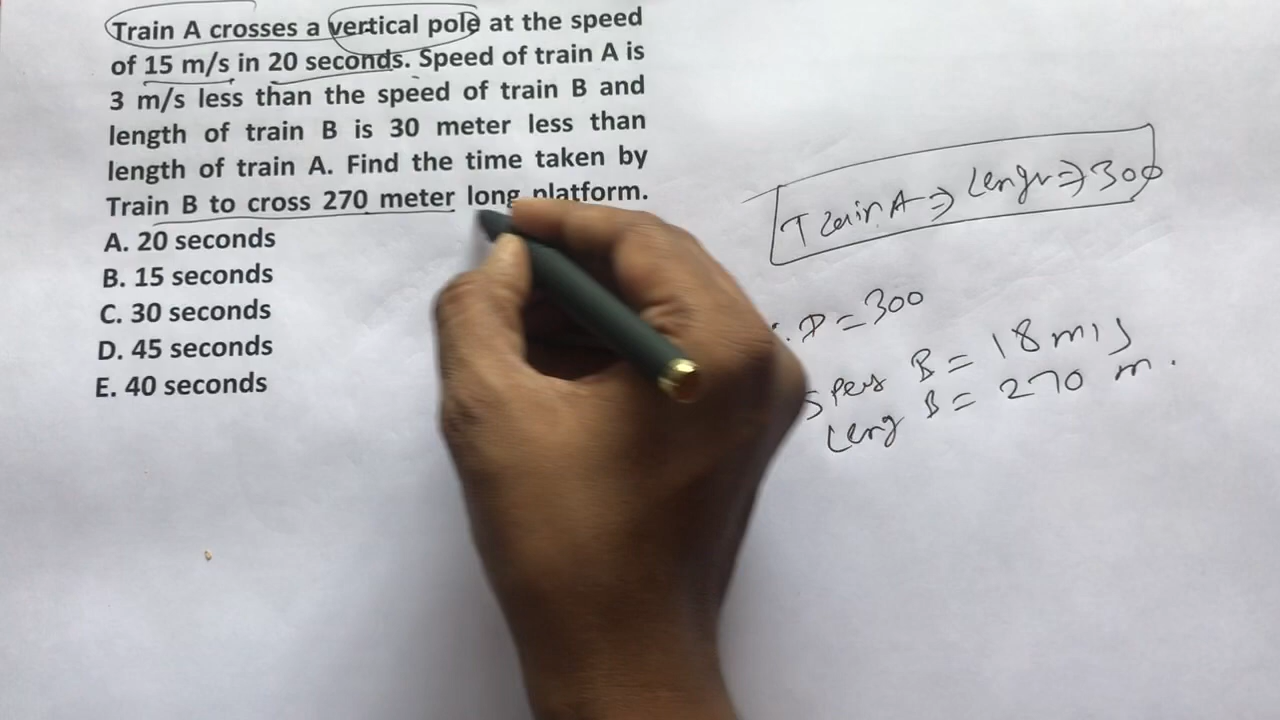 Train A crosses a vertical pole at the speed
of 15 m/s in 20 seconds. Speed of train A is
3 m/s less than the speed of train B and
length of train B is 30 meter less than
length of train A. Find the time taken by
Train B to cross 270 meter long platform.
A. 20 seconds
B. 15 seconds
C. 30 seconds
D. 45 seconds
E. 40 seconds
Train A ⇒ Length ⇒ 300
D = 300
B = 18 m/s
Leng B = 270 m.